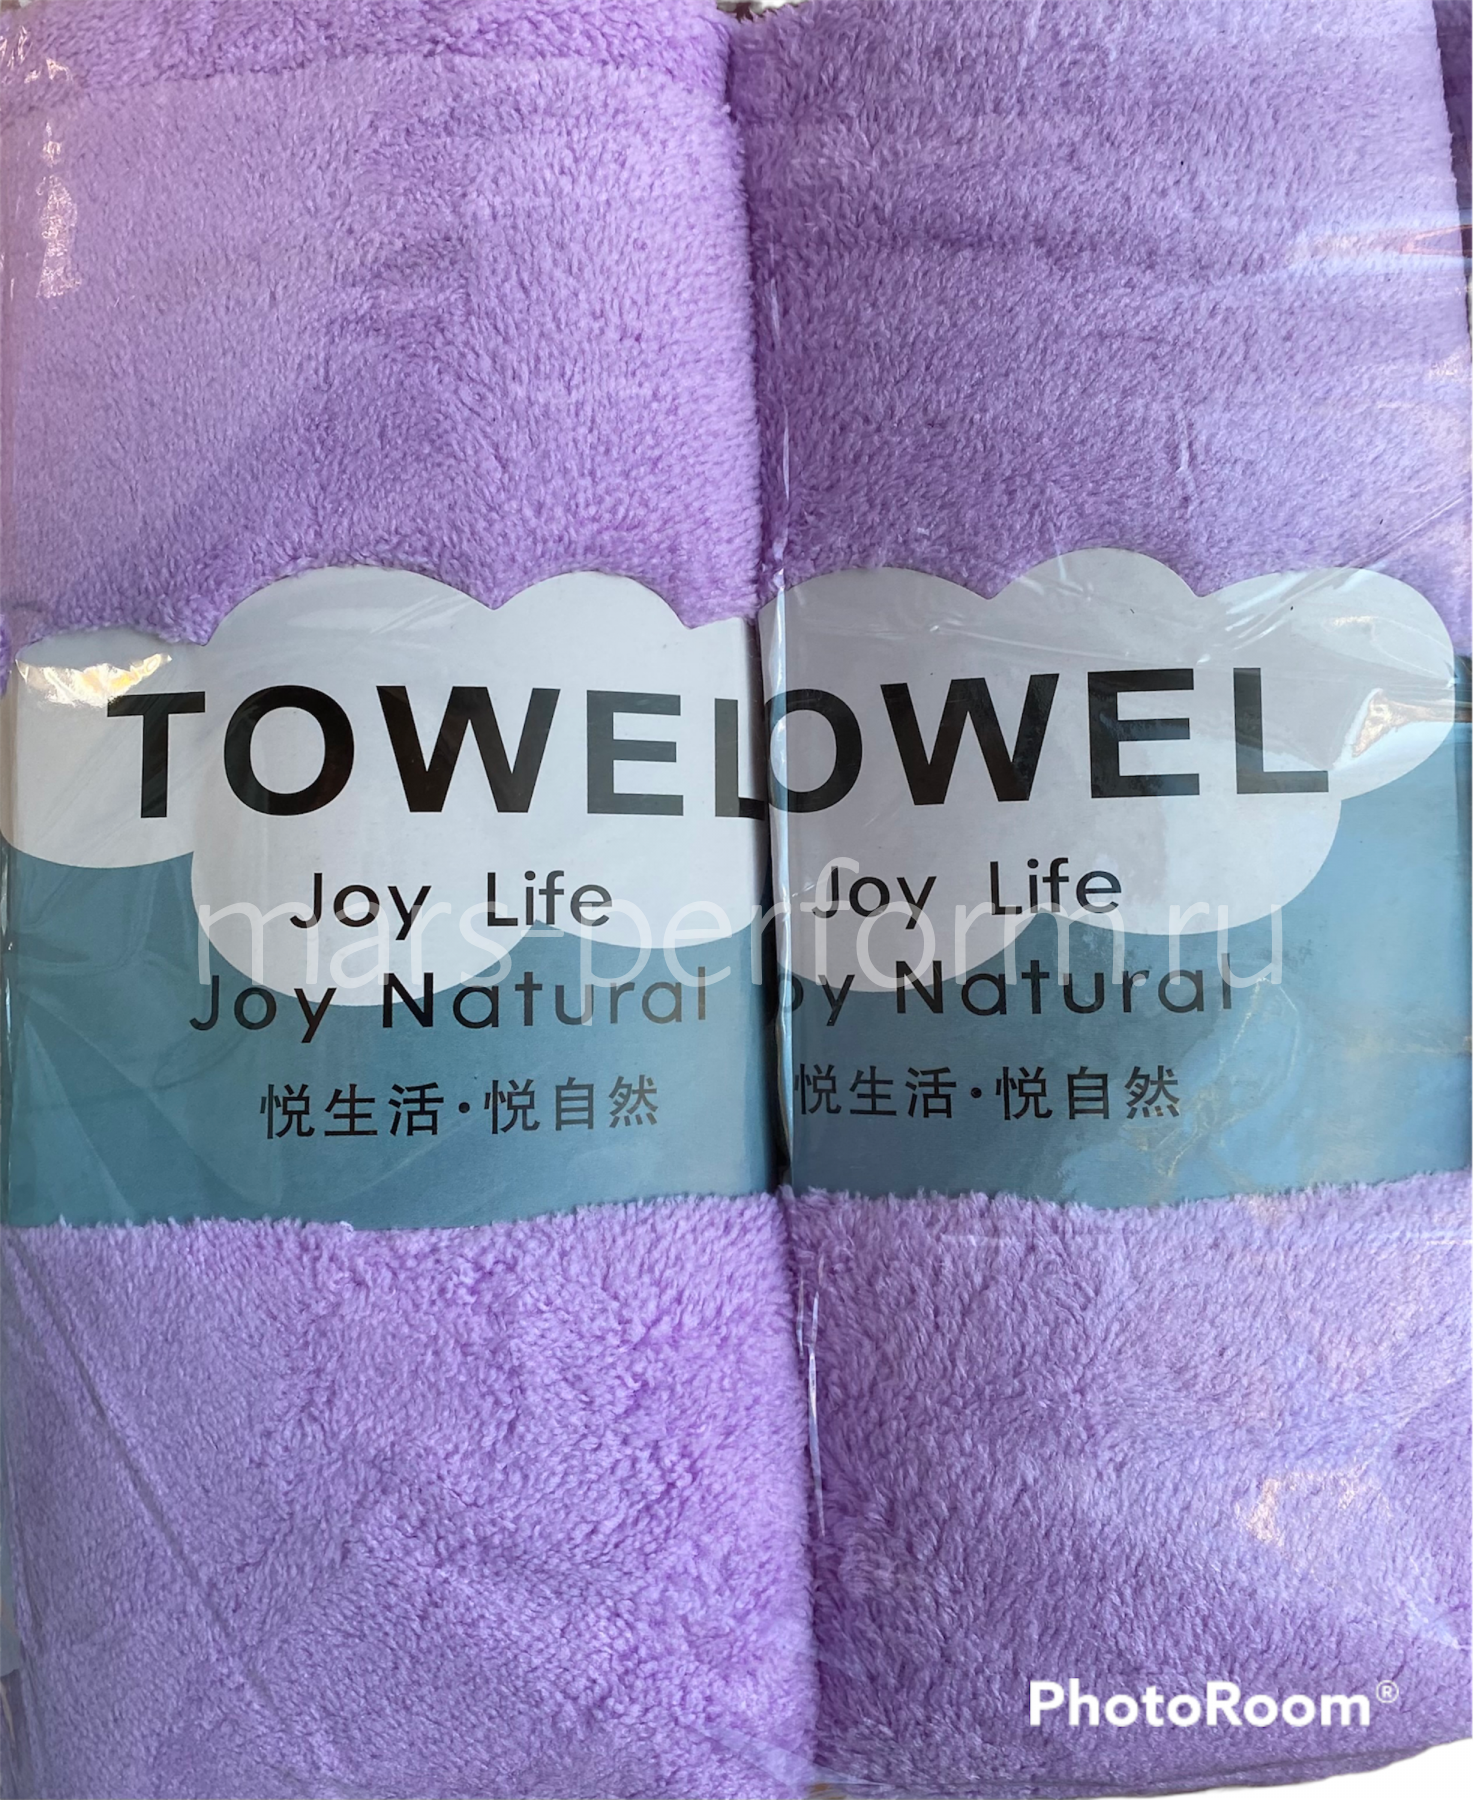 TOWEL
Joy Life
Joy Natural
悦生活·悦自然
OWEL
Joy Life
oy Natural
悦生活·悦自然
mars-perform.ru
PhotoRoom®